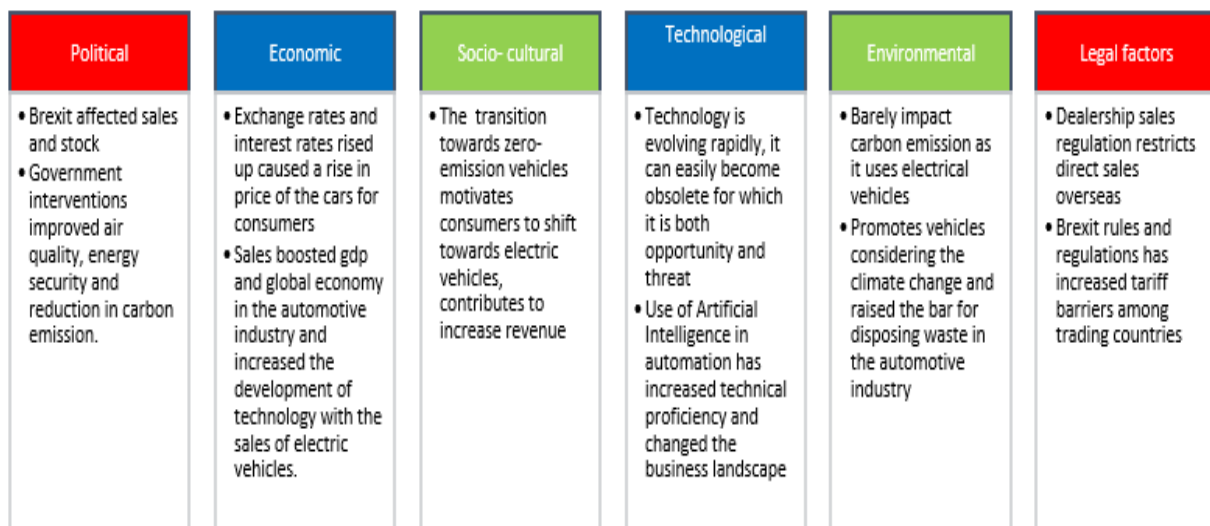 Political
• Brexit affected sales
and stock
• Government
interventions
improved air
quality, energy
security and
reduction in carbon
emission.
Economic
• Exchange rates and
interest rates rised
up caused a rise in
price of the cars for
consumers
• Sales boosted gdp
and global economy
in the automotive
industry and
increased the
development of
technology with the
sales of electric
vehicles.
Socio- cultural
• The transition
towards zero-
emission vehicles
motivates
consumers to shift
towards electric
vehicles,
contributes to
increase revenue
Technological
• Technology is
evolving rapidly, it
can easily become
obsolete for which
it is both
opportunity and
threat
• Use of Artificial
Intelligence in
automation has
increased technical
proficiency and
changed the
business landscape
Environmental
• Barely impact
carbon emission as
it uses electrical
vehicles
• Promotes vehicles
considering the
climate change and
raised the bar for
disposing waste in
the automotive
industry
Legal factors
• Dealership sales
regulation restricts
direct sales
overseas
• Brexit rules and
regulations has
increased tariff
barriers among
trading countries